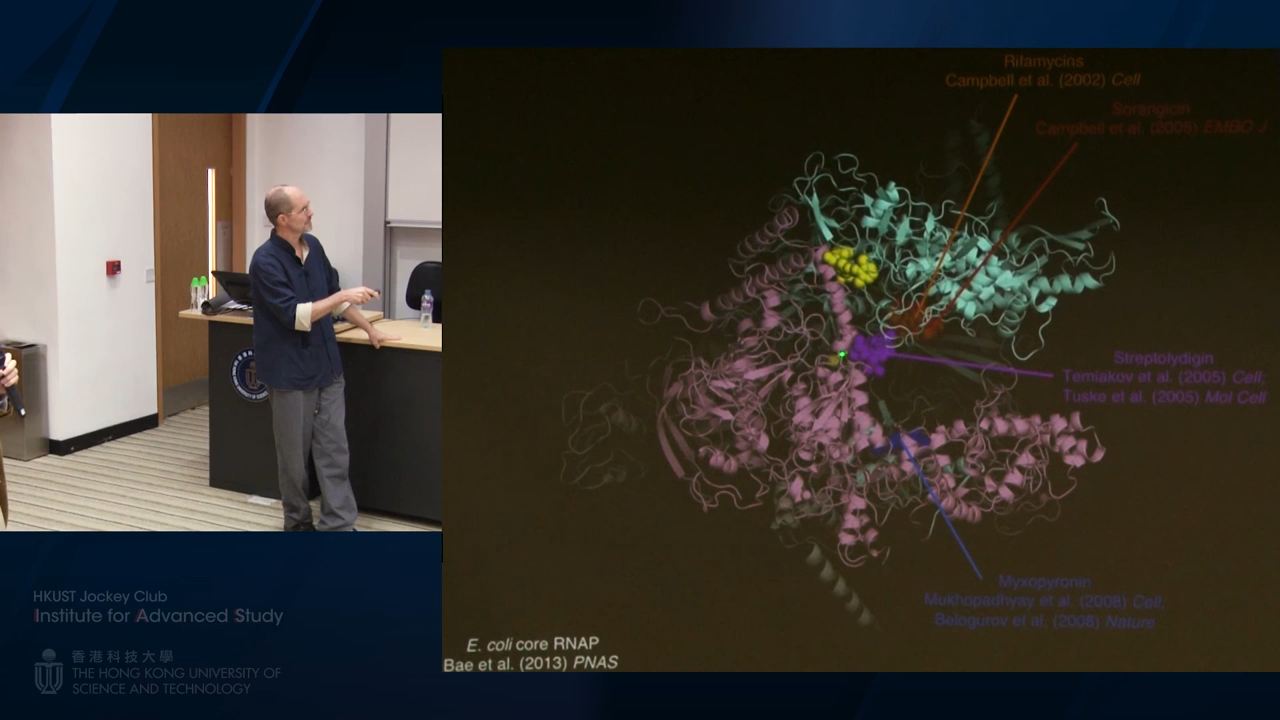 Rifamycins
Campbell et al. (2002) Cell
Sorangicin
Campbell et al. (2005) EMBO J
Streptolydigin
Temiakov et al. (2005) Cell;
Tuske et al. (2005) Mol Cell
Myxopyronin
Mukhopadhyay et al. (2008) Cell,
Belogurov et al. (2008) Nature
E. coli core RNAP
Bae et al. (2013) PNAS
HKUST Jockey Club
Institute for Advanced Study
香港科技大學
THE HONG KONG UNIVERSITY OF
SCIENCE AND TECHNOLOGY